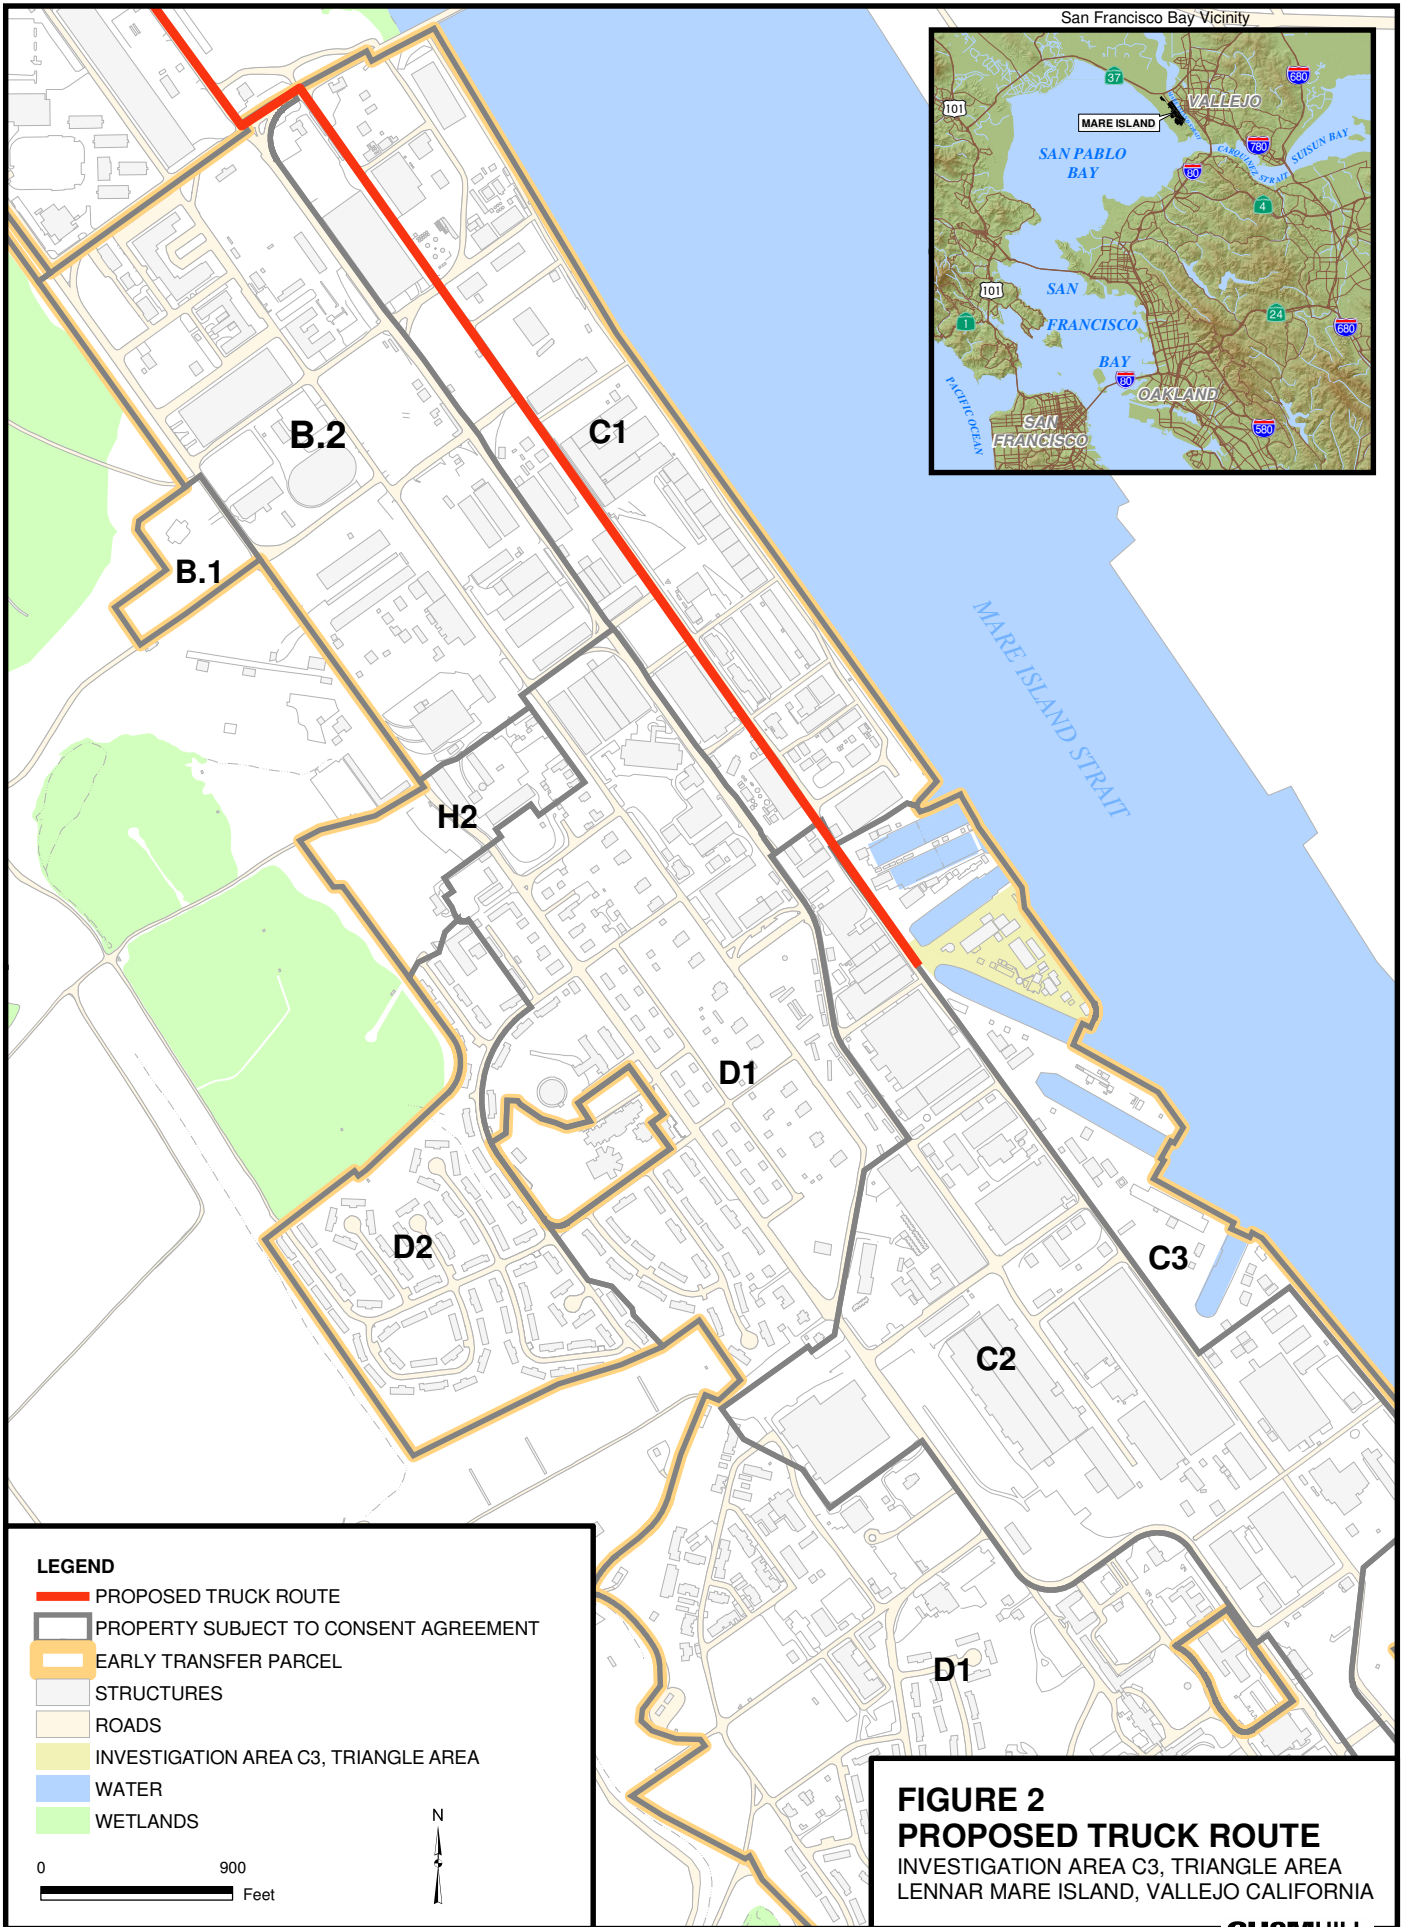 San Francisco Bay Vicinity
37
680
101
VALLEJO
MARE ISLAND
780
SAN PABLO
BAY
CARQUINEZ STRAIT
SUISUN BAY
80
4
101
SAN
FRANCISCO
BAY
1
24
680
80
PACIFIC OCEAN
OAKLAND
SAN
FRANCISCO
580
B.2
C1
B.1
MARE ISLAND STRAIT
H2
D1
D2
C3
C2
D1
LEGEND
PROPOSED TRUCK ROUTE
PROPERTY SUBJECT TO CONSENT AGREEMENT
EARLY TRANSFER PARCEL
STRUCTURES
ROADS
INVESTIGATION AREA C3, TRIANGLE AREA
WATER
WETLANDS
N
0 900
Feet
FIGURE 2
PROPOSED TRUCK ROUTE
INVESTIGATION AREA C3, TRIANGLE AREA
LENNAR MARE ISLAND, VALLEJO CALIFORNIA